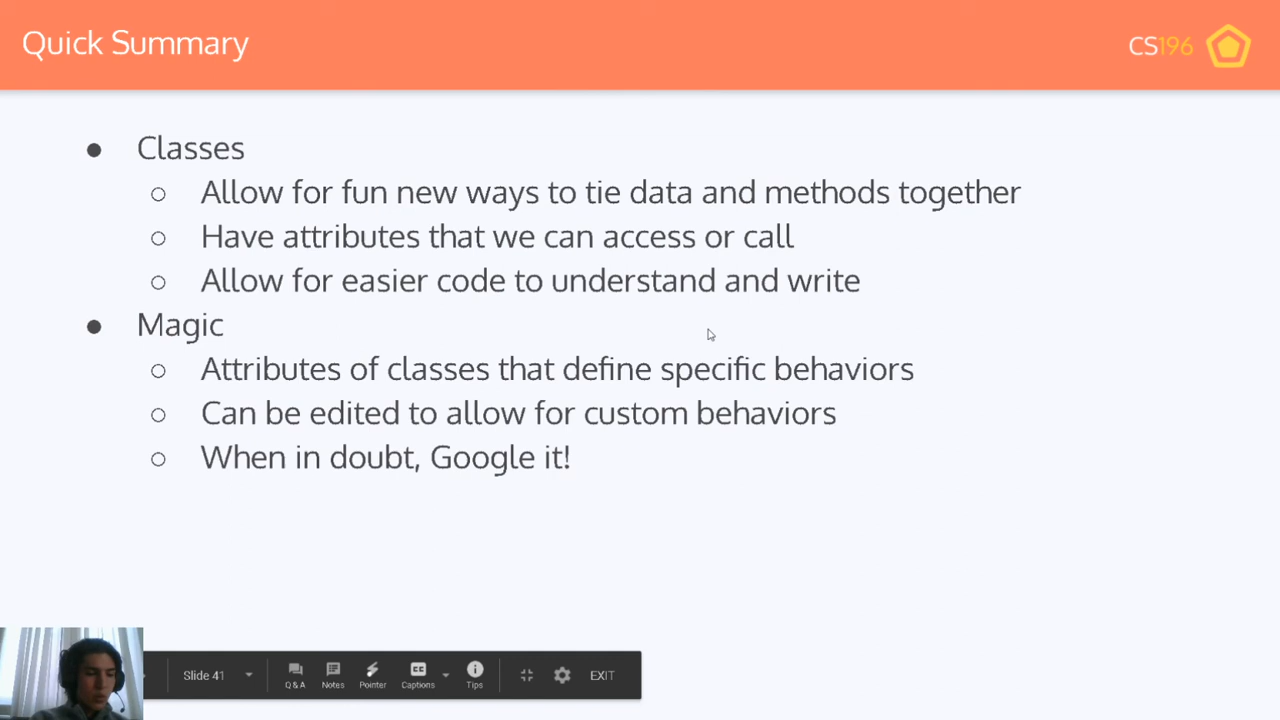 Quick Summary
CS196
Classes
Allow for fun new ways to tie data and methods together
Have attributes that we can access or call
Allow for easier code to understand and write
Magic
Attributes of classes that define specific behaviors
Can be edited to allow for custom behaviors
When in doubt, Google it!
Slide 41
Q & A
Notes
Pointer
CC
Captions
Tips
EXIT